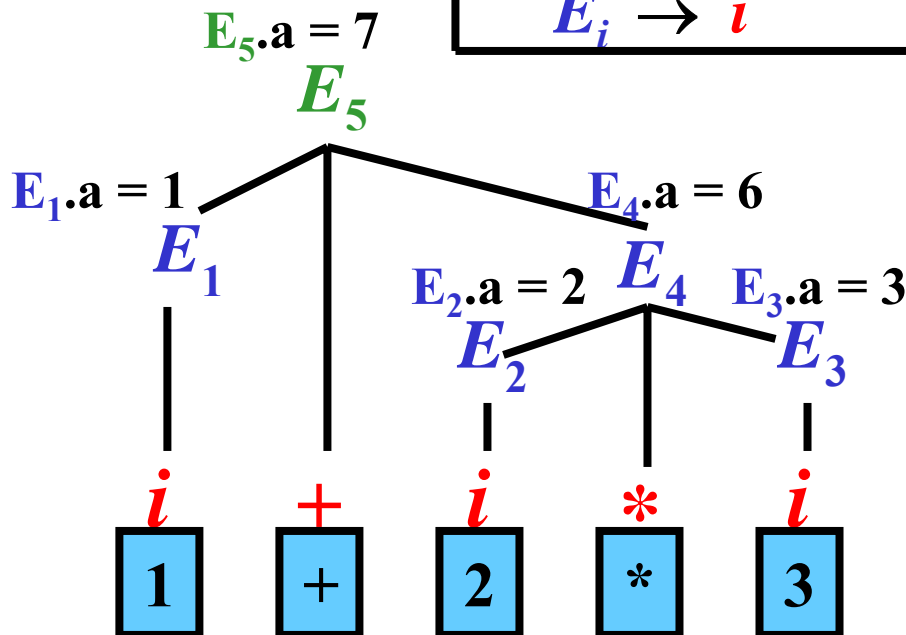 E₅.a = 7
Eᵢ → i
E₅
E₁.a = 1
E₄.a = 6
E₁
E₄
E₂.a = 2
E₃.a = 3
E₂
E₃
i + i * i
1 + 2 * 3